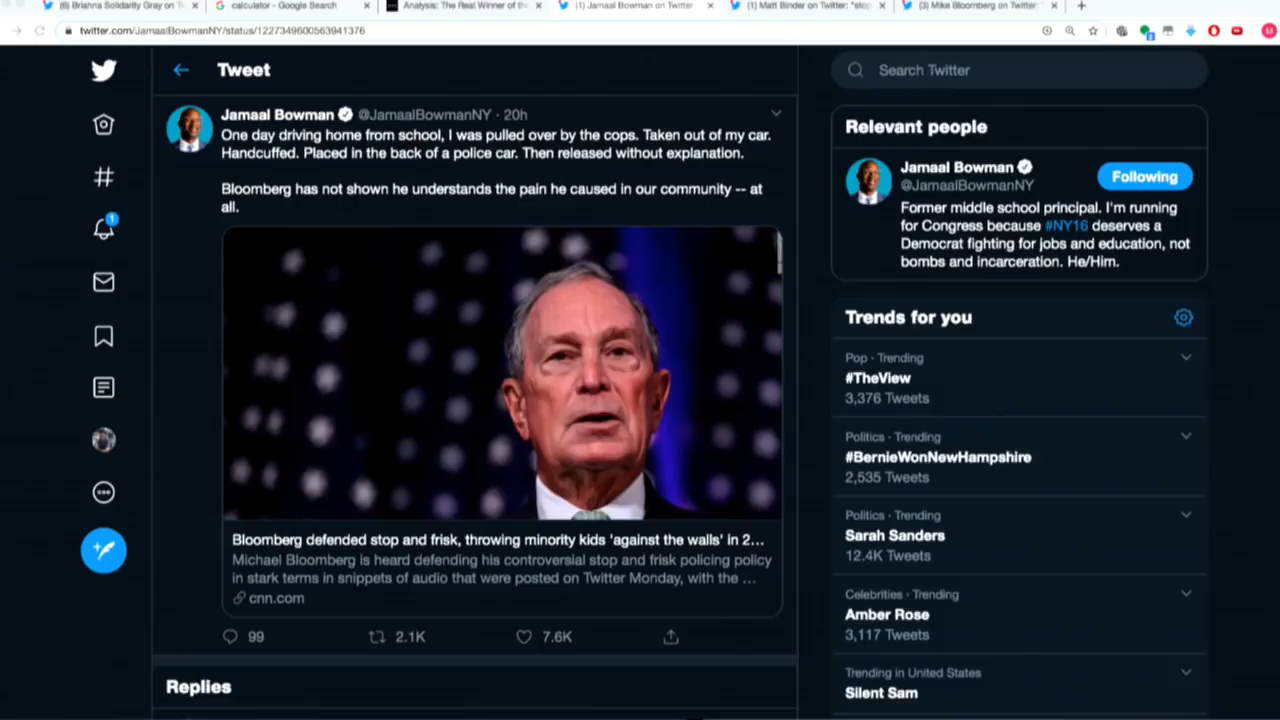 (6) Briahna Solidarity Gray on T
calculator - Google Search
Analysis: The Real Winner of the
(1) Jamaal Bowman on Twitter
(1) Matt Binder on Twitter: "stop
(3) Mike Bloomberg on Twitter:
twitter.com/JamaalBowmanNY/status/1227349600563941376
Tweet
Search Twitter
Jamaal Bowman @JamaalBowmanNY · 20h
One day driving home from school, I was pulled over by the cops. Taken out of my car.
Handcuffed. Placed in the back of a police car. Then released without explanation.
Bloomberg has not shown he understands the pain he caused in our community -- at
all.
Bloomberg defended stop and frisk, throwing minority kids 'against the walls' in 2...
Michael Bloomberg is heard defending his controversial stop and frisk policing policy
in stark terms in snippets of audio that were posted on Twitter Monday, with the ...
cnn.com
99
2.1K
7.6K
Replies
1
Relevant people
Jamaal Bowman
@JamaalBowmanNY
Following
Former middle school principal. I'm running
for Congress because #NY16 deserves a
Democrat fighting for jobs and education, not
bombs and incarceration. He/Him.
Trends for you
Pop · Trending
#TheView
3,376 Tweets
Politics · Trending
#BernieWonNewHampshire
2,535 Tweets
Politics · Trending
Sarah Sanders
12.4K Tweets
Celebrities · Trending
Amber Rose
3,117 Tweets
Trending in United States
Silent Sam